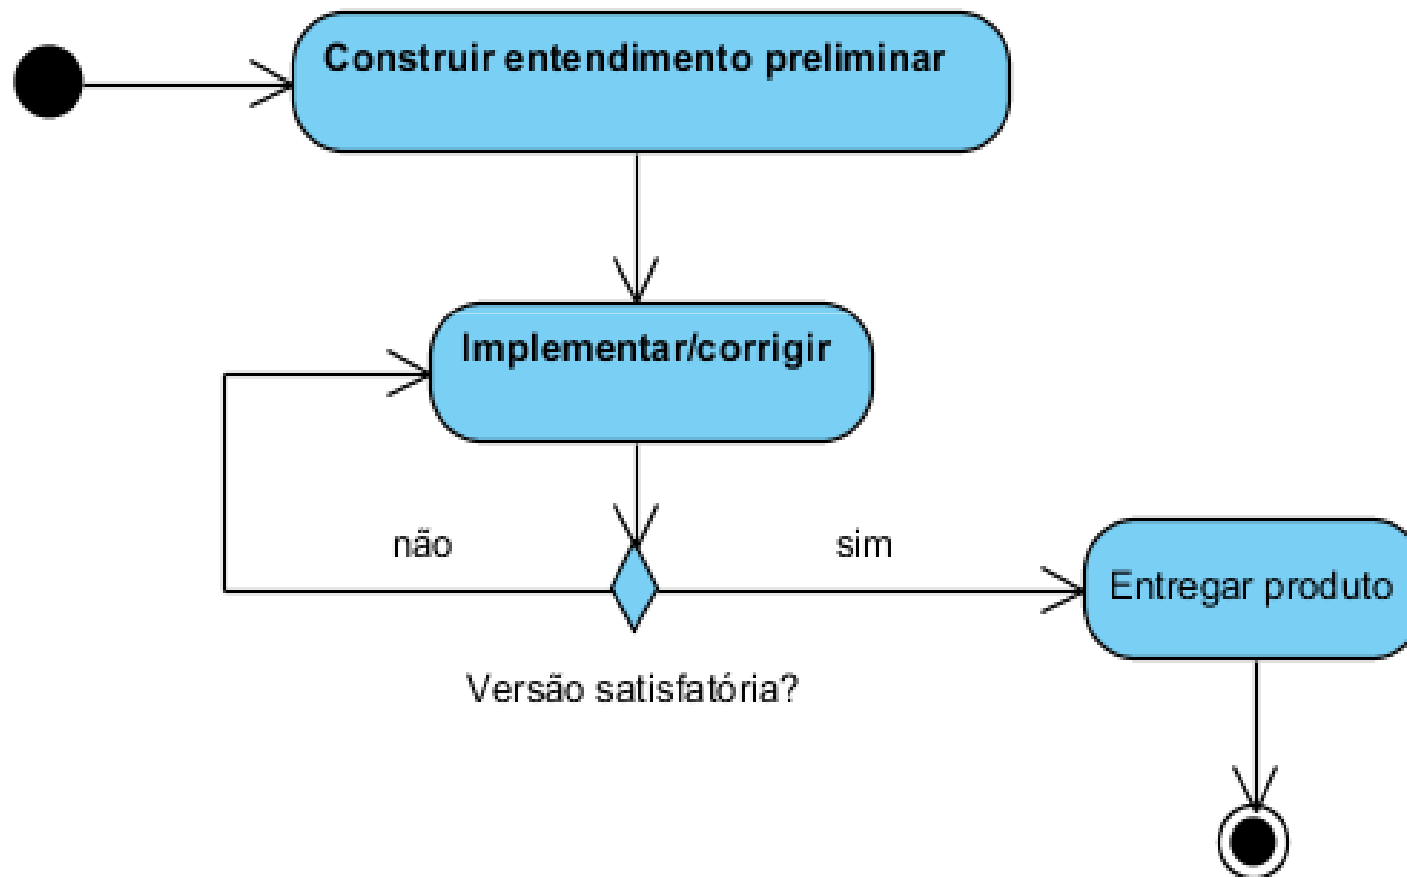 Construir entendimento preliminar
Implementar/corrigir
não
sim
Entregar produto
Versão satisfatória?